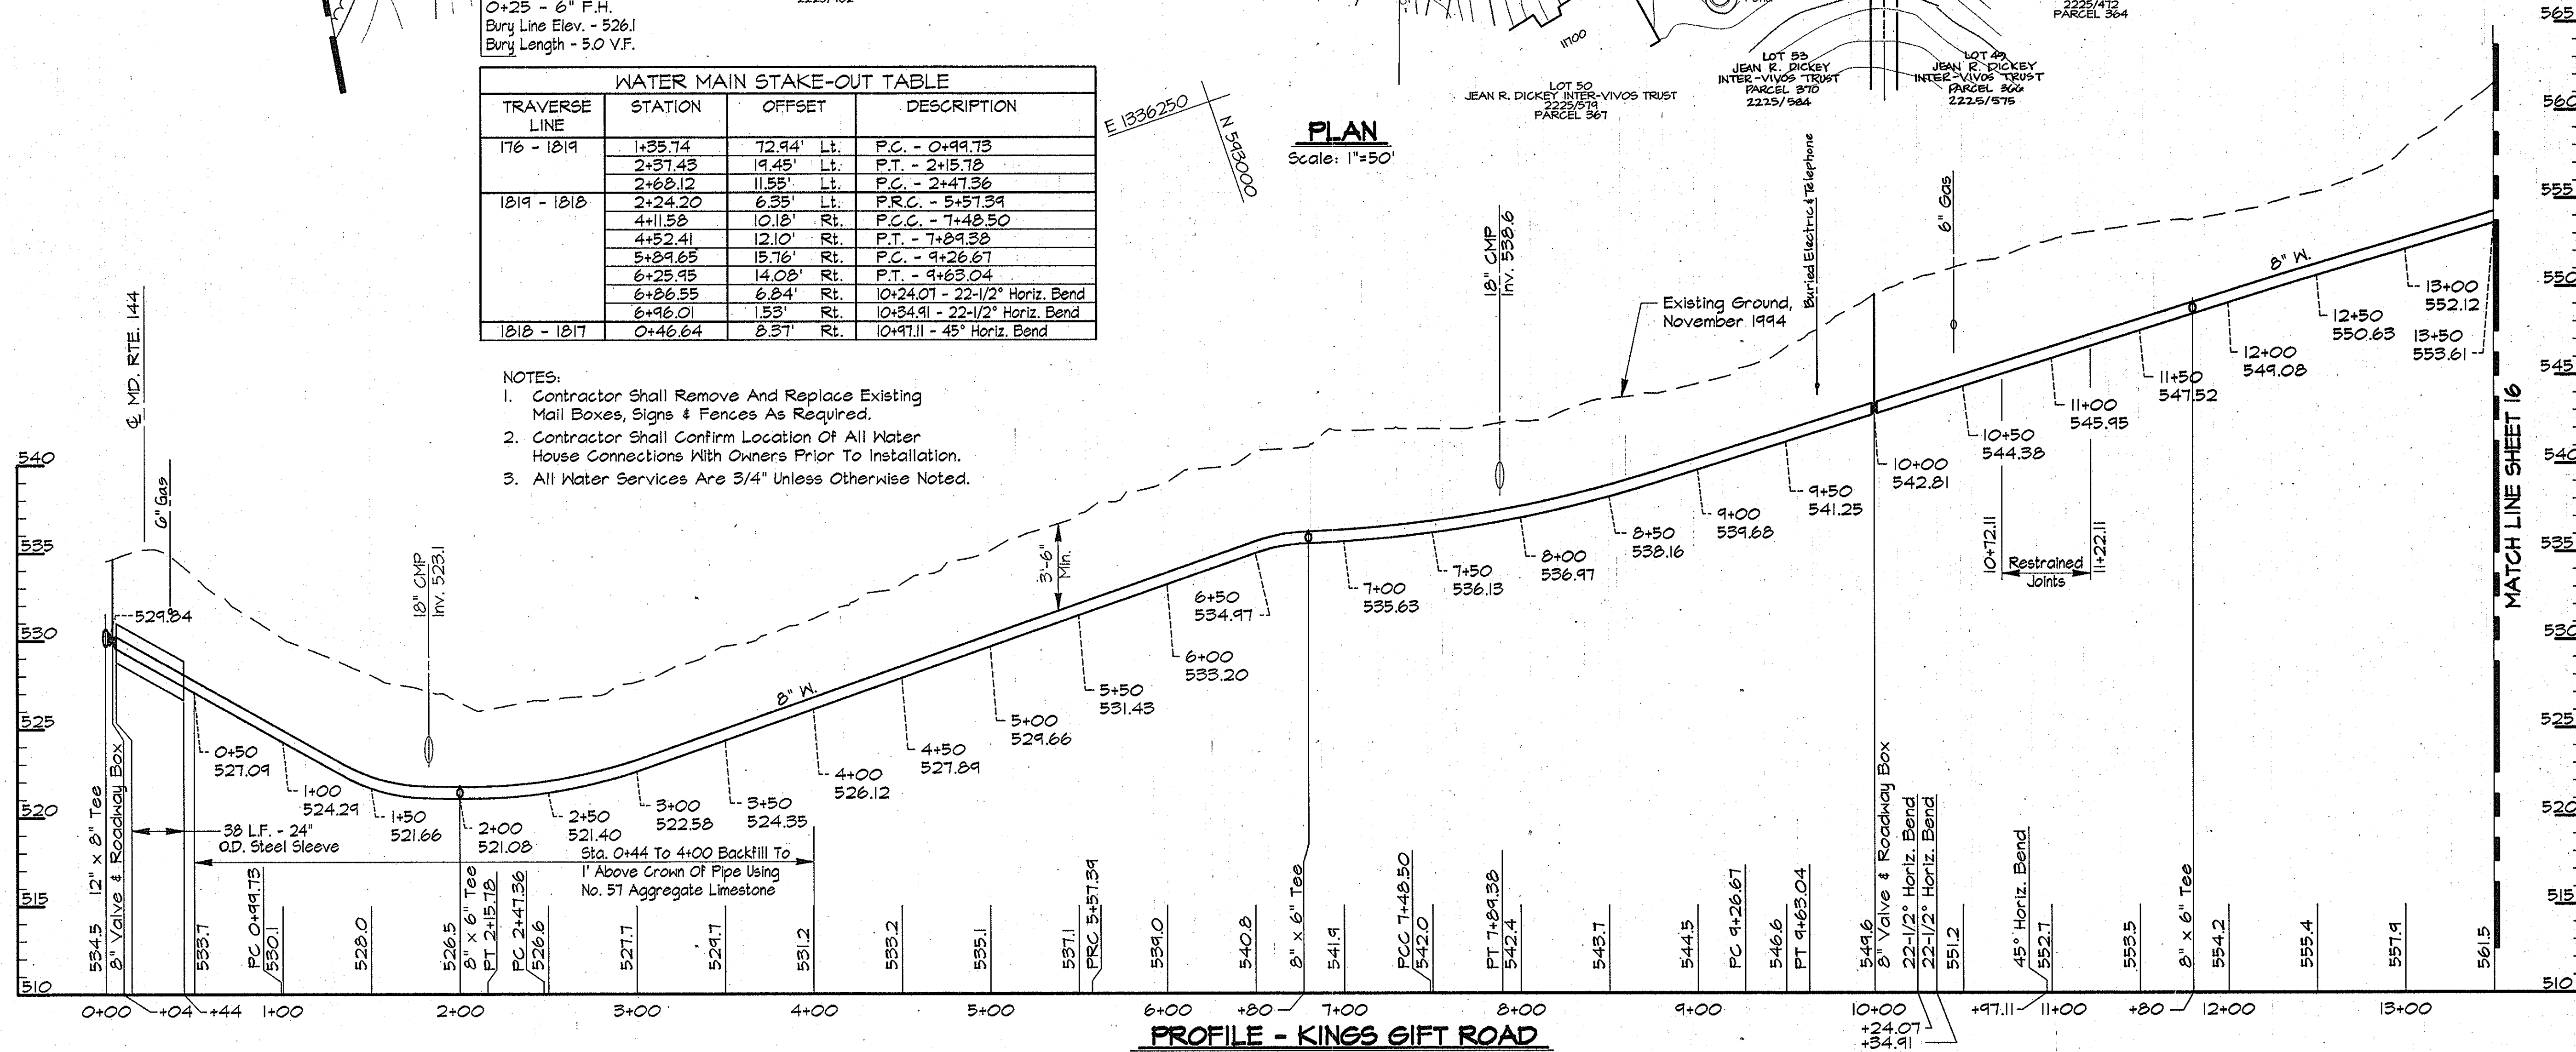 0+25 - 6" F.H.
Bury Line Elev. - 526.1
Bury Length - 5.0 V.F.
WATER MAIN STAKE-OUT TABLE
TRAVERSE LINE STATION OFFSET DESCRIPTION
176 - 1819 1+35.74 72.94' Lt. P.C. - 0+99.73
2+37.43 19.45' Lt. P.T. - 2+15.78
2+68.12 11.55' Lt. P.C. - 2+47.36
1819 - 1818 2+24.20 6.35' Lt. P.R.C. - 5+57.39
4+11.58 10.18' Rt. P.C.C. - 7+48.50
4+52.41 12.10' Rt. P.T. - 7+89.38
5+89.65 15.76' Rt. P.C. - 9+26.67
6+25.95 14.08' Rt. P.T. - 9+63.04
6+86.55 6.84' Rt. 10+24.07 - 22-1/2° Horiz. Bend
6+96.01 1.53' Rt. 10+34.91 - 22-1/2° Horiz. Bend
1818 - 1817 0+46.64 8.37' Rt. 10+97.11 - 45° Horiz. Bend
NOTES:
1. Contractor Shall Remove And Replace Existing
Mail Boxes, Signs & Fences As Required.
2. Contractor Shall Confirm Location Of All Water
House Connections With Owners Prior To Installation.
3. All Water Services Are 3/4" Unless Otherwise Noted.
E 1336250
N 593000
PLAN
Scale: 1"=50'
11700
LOT 50
JEAN R. DICKEY INTER-VIVOS TRUST
2225/579
PARCEL 367
LOT 53
JEAN R. DICKEY
INTER-VIVOS TRUST
PARCEL 370
2225/584
LOT 49
JEAN R. DICKEY
INTER-VIVOS TRUST
PARCEL 366
2225/575
2225/472
PARCEL 364
℄ MD. RTE. 144
6" Gas
18" CMP
Inv. 523.1
3'-6"
Min.
18" CMP
Inv. 538.6
Existing Ground,
November 1994
Buried Electric & Telephone
6" Gas
8" W.
8" W.
529.84
0+50
527.09
1+00
524.29
1+50
521.66
2+00
521.08
2+50
521.40
3+00
522.58
3+50
524.35
4+00
526.12
4+50
527.89
5+00
529.66
5+50
531.43
6+00
533.20
6+50
534.97
7+00
535.63
7+50
536.13
8+00
536.97
8+50
538.16
9+00
539.68
9+50
541.25
10+00
542.81
10+50
544.38
11+00
545.95
11+50
547.52
12+00
549.08
12+50
550.63
13+00
552.12
13+50
553.61
10+72.11
Restrained
Joints
11+22.11
MATCH LINE SHEET 16
38 L.F. - 24"
O.D. Steel Sleeve
Sta. 0+44 To 4+00 Backfill To
1' Above Crown Of Pipe Using
No. 57 Aggregate Limestone
540
535
530
525
520
515
510
565
560
555
550
545
540
535
530
525
520
515
510
534.5 12" x 8" Tee
8" Valve & Roadway Box
533.7
PC 0+99.73
530.1
528.0
526.5
8" x 6" Tee
PT 2+15.78
PC 2+47.36
526.6
527.7
529.7
531.2
533.2
535.1
537.1
PRC 5+57.39
539.0
540.8
8" x 6" Tee
541.9
PCC 7+48.50
542.0
PT 7+89.38
542.4
543.7
544.5
PC 9+26.67
546.6
PT 9+63.04
549.6
8" Valve & Roadway Box
22-1/2° Horiz. Bend
22-1/2° Horiz. Bend
551.2
45° Horiz. Bend
552.7
553.5
8" x 6" Tee
554.2
555.4
557.9
561.5
0+00 +04 +44 1+00 2+00 3+00 4+00 5+00 6+00 +80 7+00 8+00 9+00 10+00 +97.11 11+00 +80 12+00 13+00
+24.07
+34.91
PROFILE - KINGS GIFT ROAD